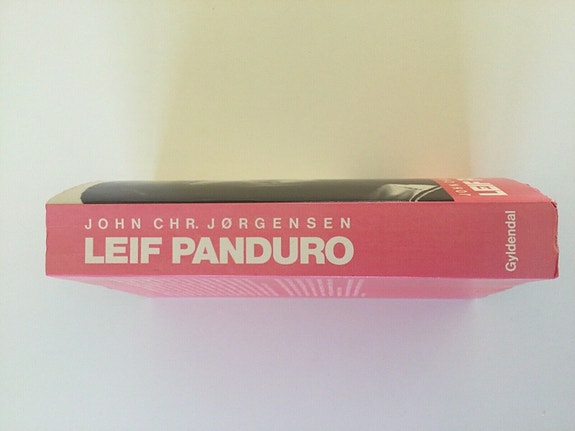 JOHN CHR. JØRGENSEN
LEIF PANDURO
Gyldendal